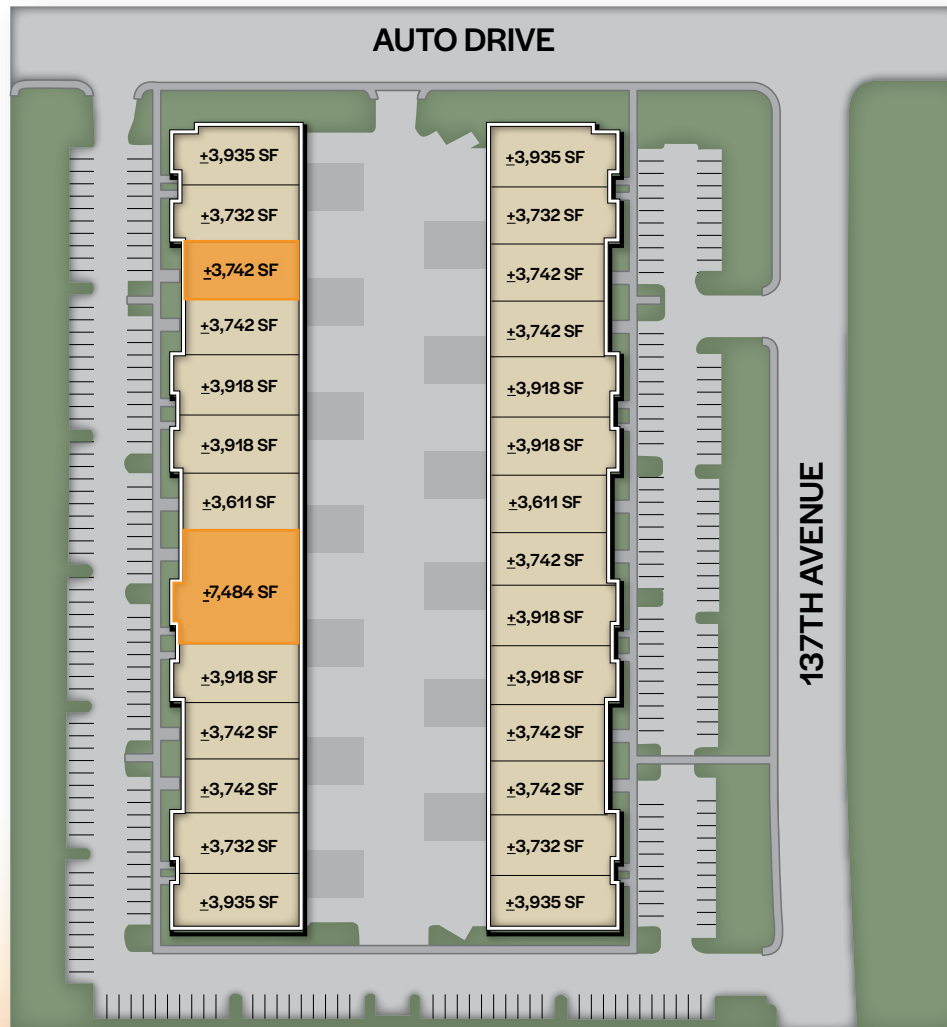 AUTO DRIVE
±3,935 SF
±3,732 SF
±3,742 SF
±3,742 SF
±3,918 SF
±3,918 SF
±3,611 SF
±7,484 SF
±3,918 SF
±3,742 SF
±3,742 SF
±3,732 SF
±3,935 SF
±3,935 SF
±3,732 SF
±3,742 SF
±3,742 SF
±3,918 SF
±3,918 SF
±3,611 SF
±3,742 SF
±3,918 SF
±3,918 SF
±3,742 SF
±3,742 SF
±3,732 SF
±3,935 SF
137TH AVENUE